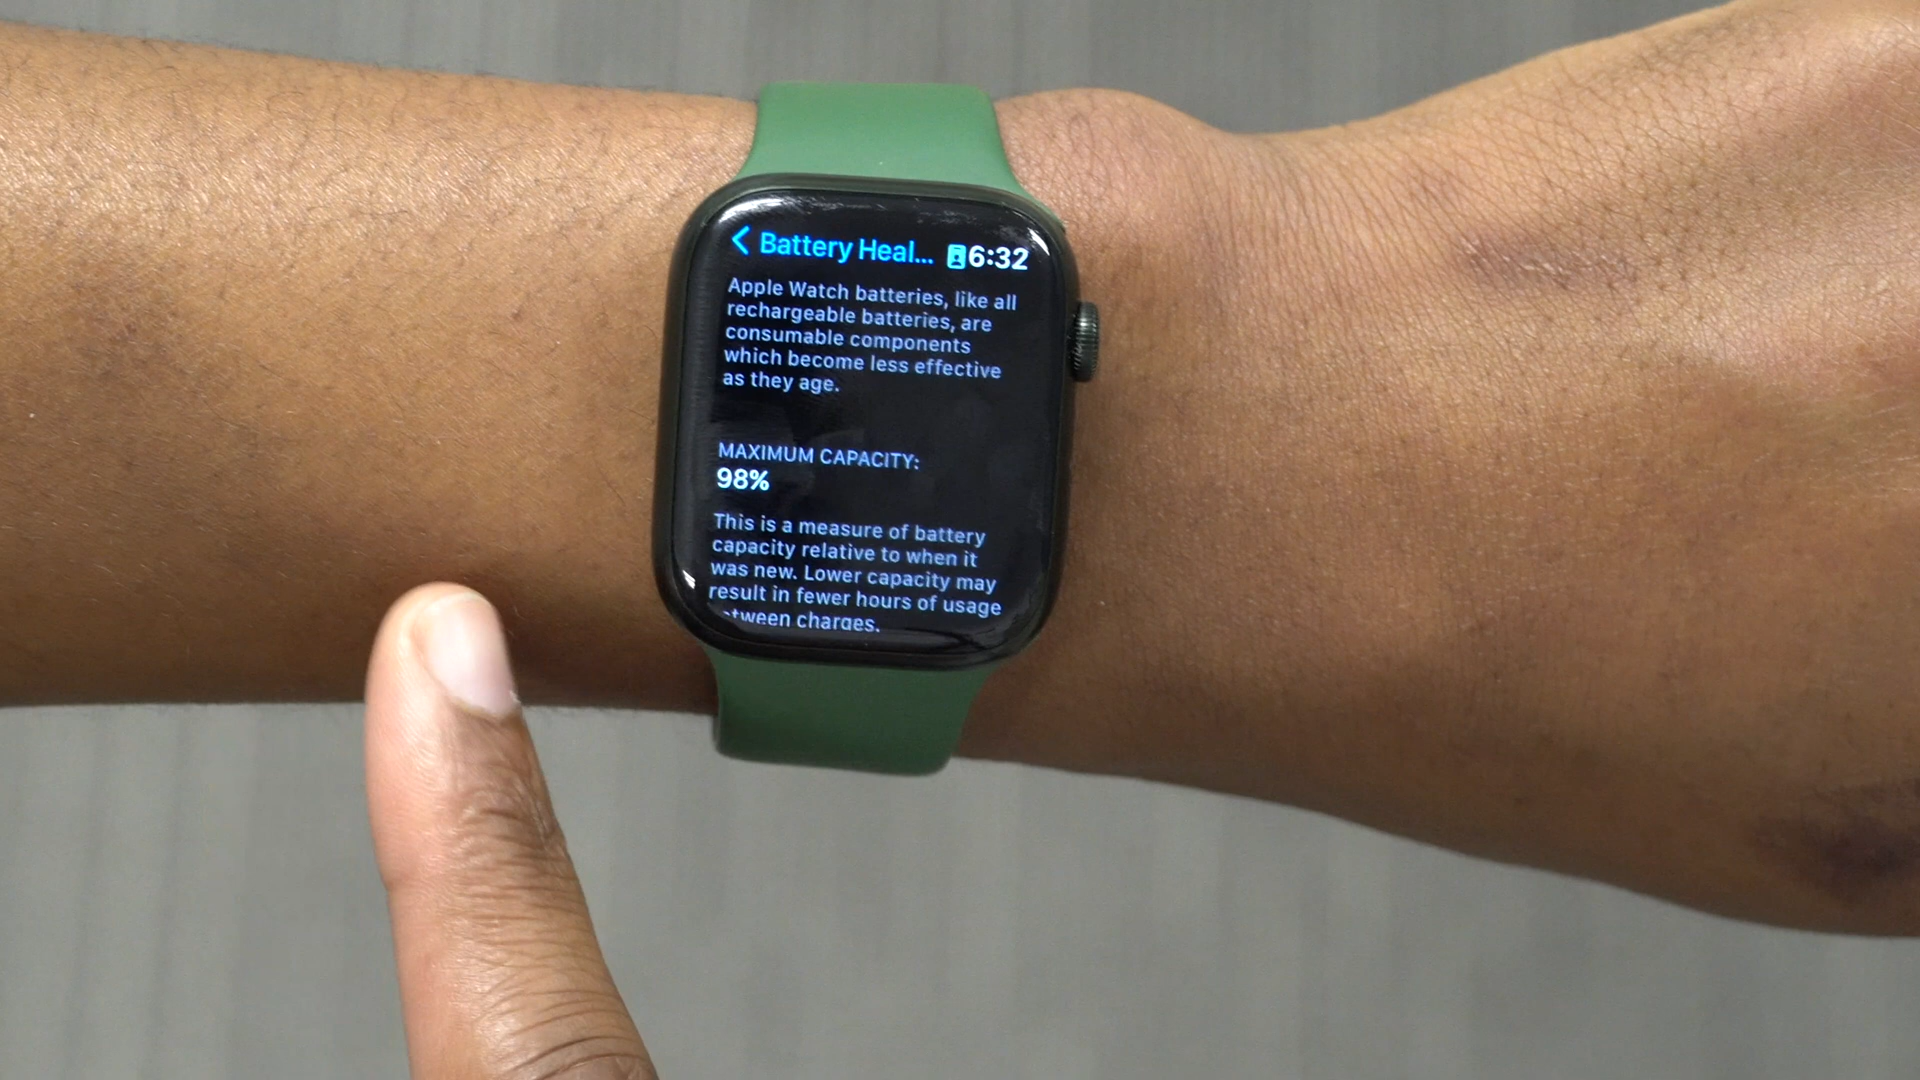 Battery Heal... 6:32
Apple Watch batteries, like all
rechargeable batteries, are
consumable components
which become less effective
as they age.
MAXIMUM CAPACITY:
98%
This is a measure of battery
capacity relative to when it
was new. Lower capacity may
result in fewer hours of usage
etween charges.